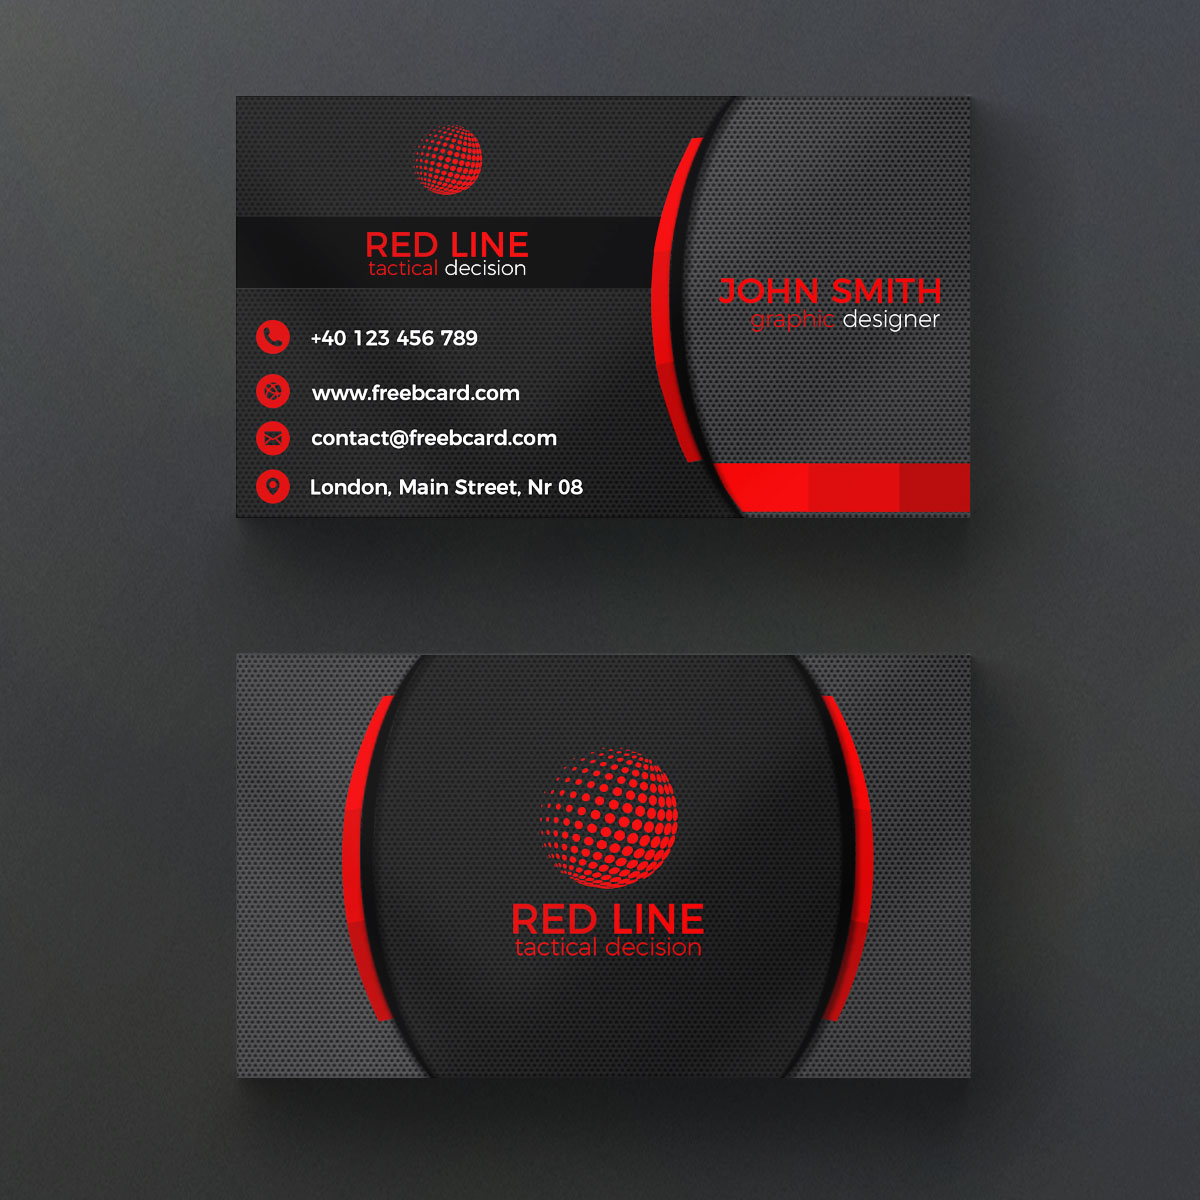 RED LINE
tactical decision
+40 123 456 789
www.freebcard.com
contact@freebcard.com
London, Main Street, Nr 08
JOHN SMITH
graphic designer
RED LINE
tactical decision